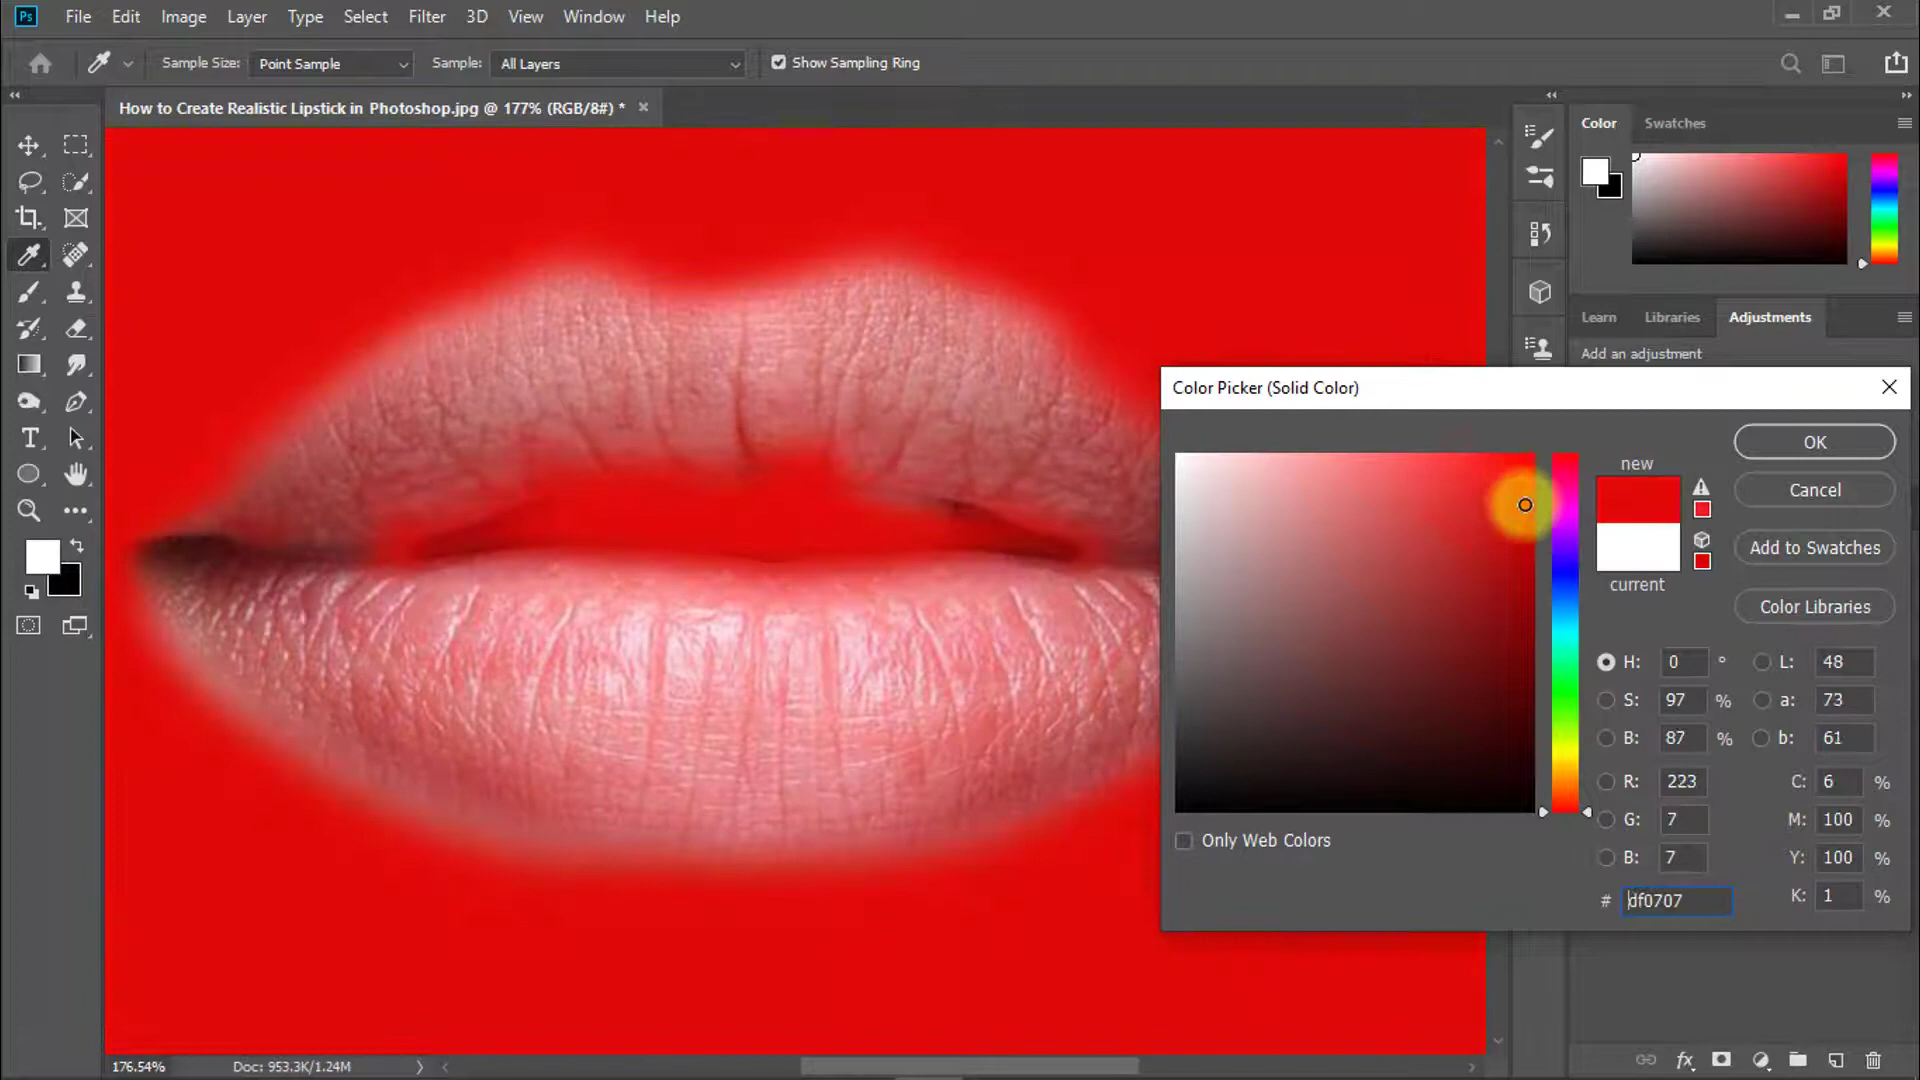 Ps File Edit Image Layer Type Select Filter 3D View Window Help
Sample Size: Point Sample Sample: All Layers Show Sampling Ring
How to Create Realistic Lipstick in Photoshop.jpg @ 177% (RGB/8#) *
Color Swatches
Learn Libraries Adjustments
Add an adjustment
Color Picker (Solid Color)
OK
new
Cancel
Add to Swatches
current
Color Libraries
H: 0 ° L: 48
S: 97 % a: 73
B: 87 % b: 61
R: 223 C: 6 %
G: 7 M: 100 %
Only Web Colors
B: 7 Y: 100 %
# df0707 K: 1 %
T
176.54% Doc: 953.3K/1.24M
fx